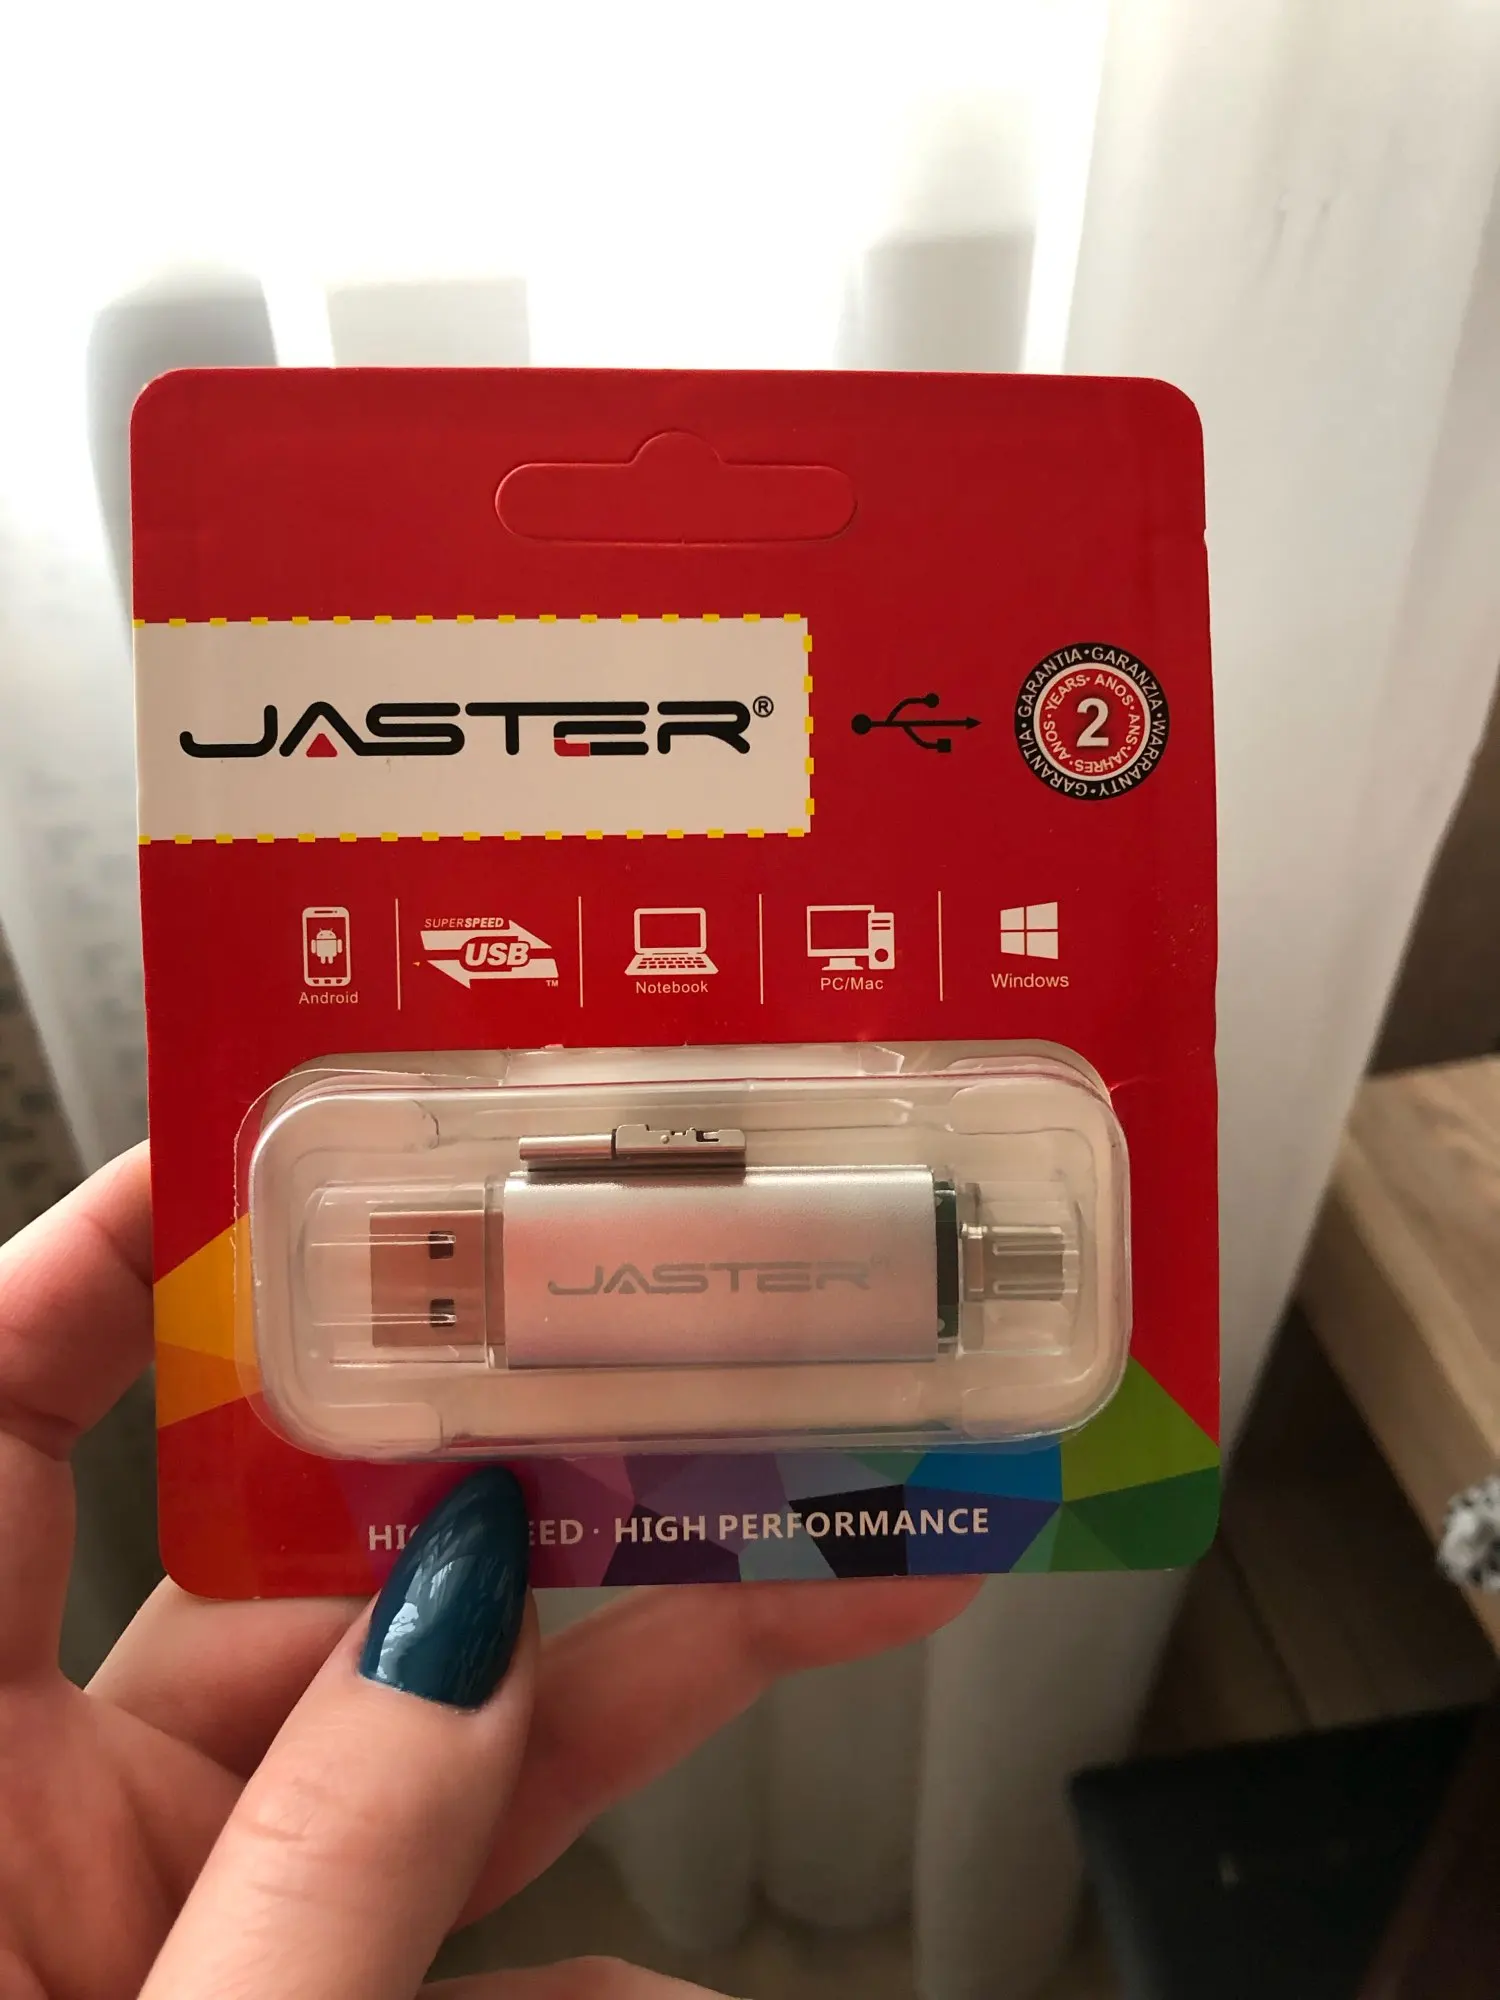 JASTER®
GARANTIA • GARANZIA • WARRANTY • GARANTIA •
YEARS • ANOS • ANS • JAHRES • ANOS •
2
Android
SUPERSPEED
USB
TM
Notebook
PC/Mac
Windows
JASTER
EED · HIGH PERFORMANCE